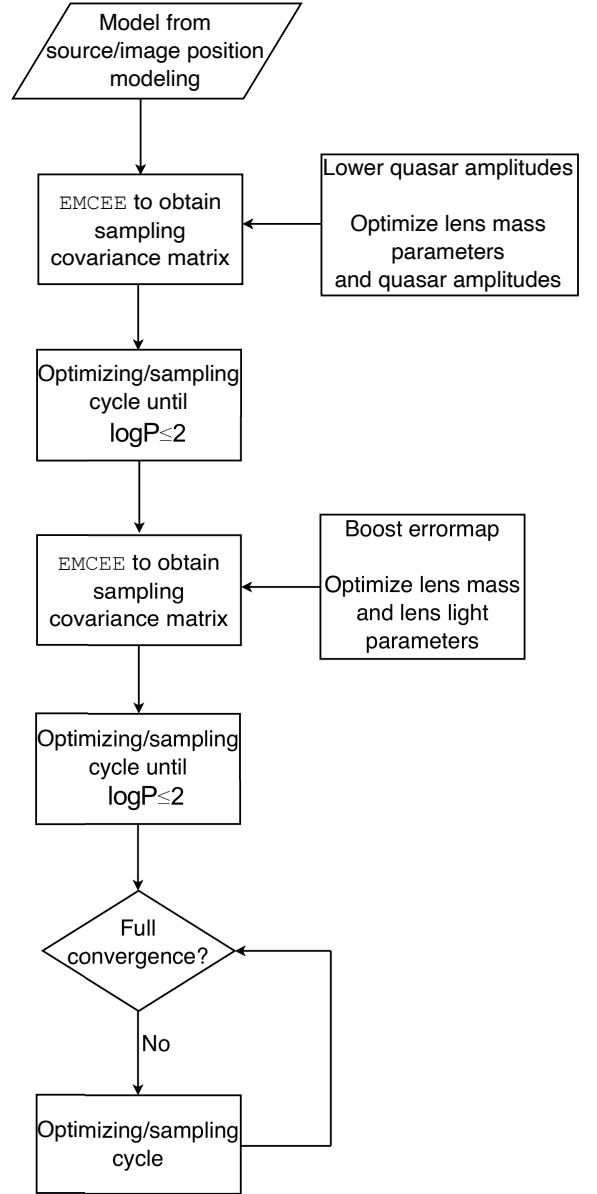 Model from
source/image position
modeling
EMCEE to obtain
sampling
covariance matrix
Lower quasar amplitudes
Optimize lens mass
parameters
and quasar amplitudes
Optimizing/sampling
cycle until
logP≤2
EMCEE to obtain
sampling
covariance matrix
Boost errormap
Optimize lens mass
and lens light
parameters
Optimizing/sampling
cycle until
logP≤2
Full
convergence?
No
Optimizing/sampling
cycle